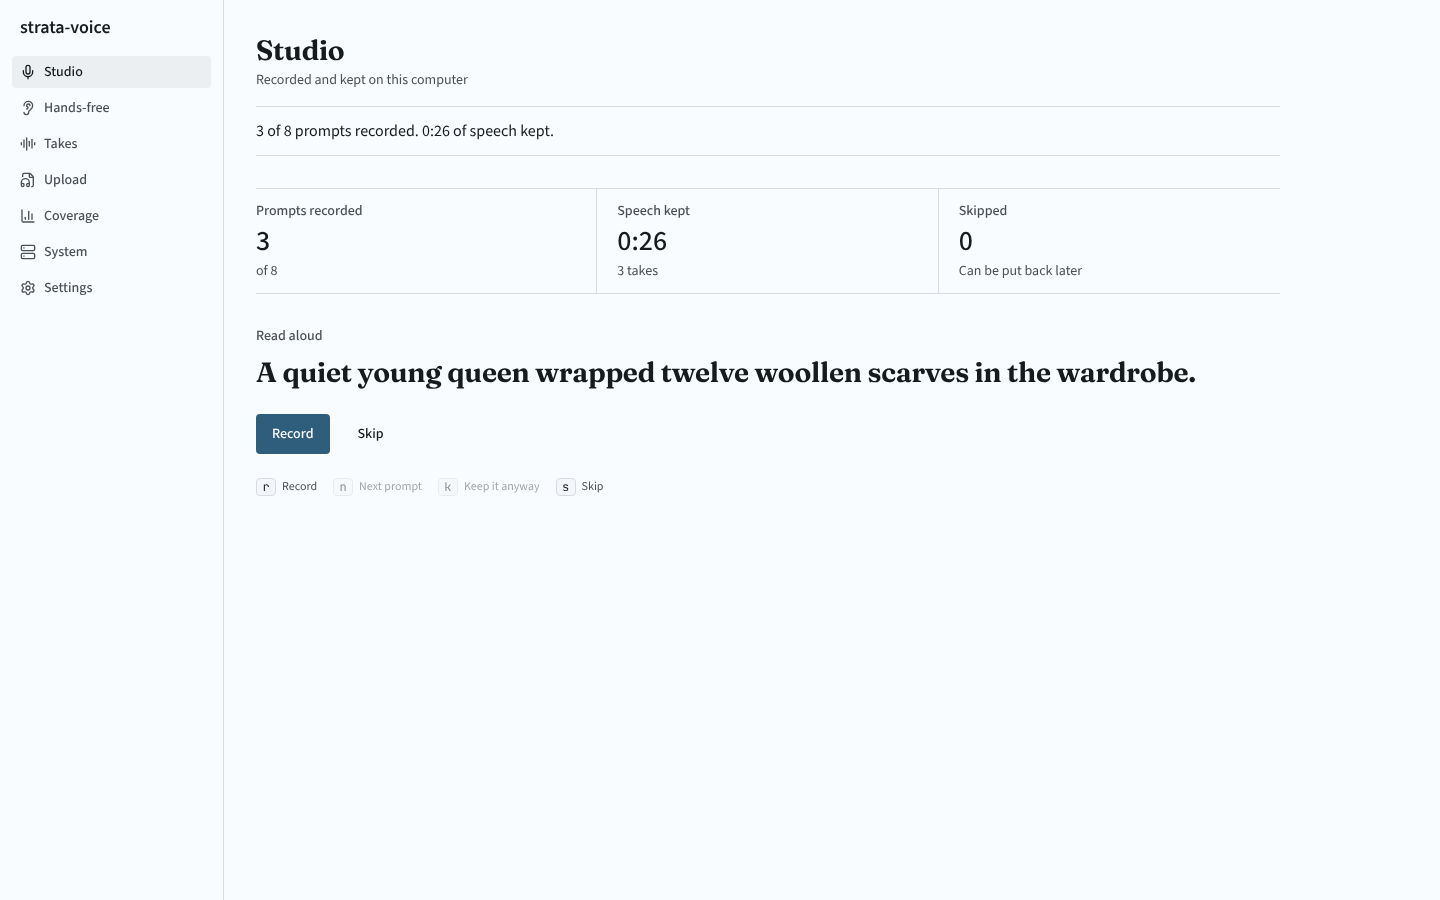 strata-voice
Studio
Hands-free
Takes
Upload
Coverage
System
Settings
Studio
Recorded and kept on this computer
3 of 8 prompts recorded. 0:26 of speech kept.
Prompts recorded
3
of 8
Speech kept
0:26
3 takes
Skipped
0
Can be put back later
Read aloud
A quiet young queen wrapped twelve woollen scarves in the wardrobe.
Record Skip
r Record n Next prompt k Keep it anyway s Skip